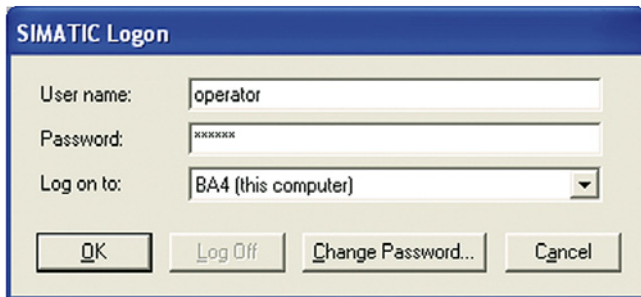 SIMATIC Logon
User name: operator
Password: ××××××
Log on to: BA4 (this computer)
OK Log Off Change Password... Cancel